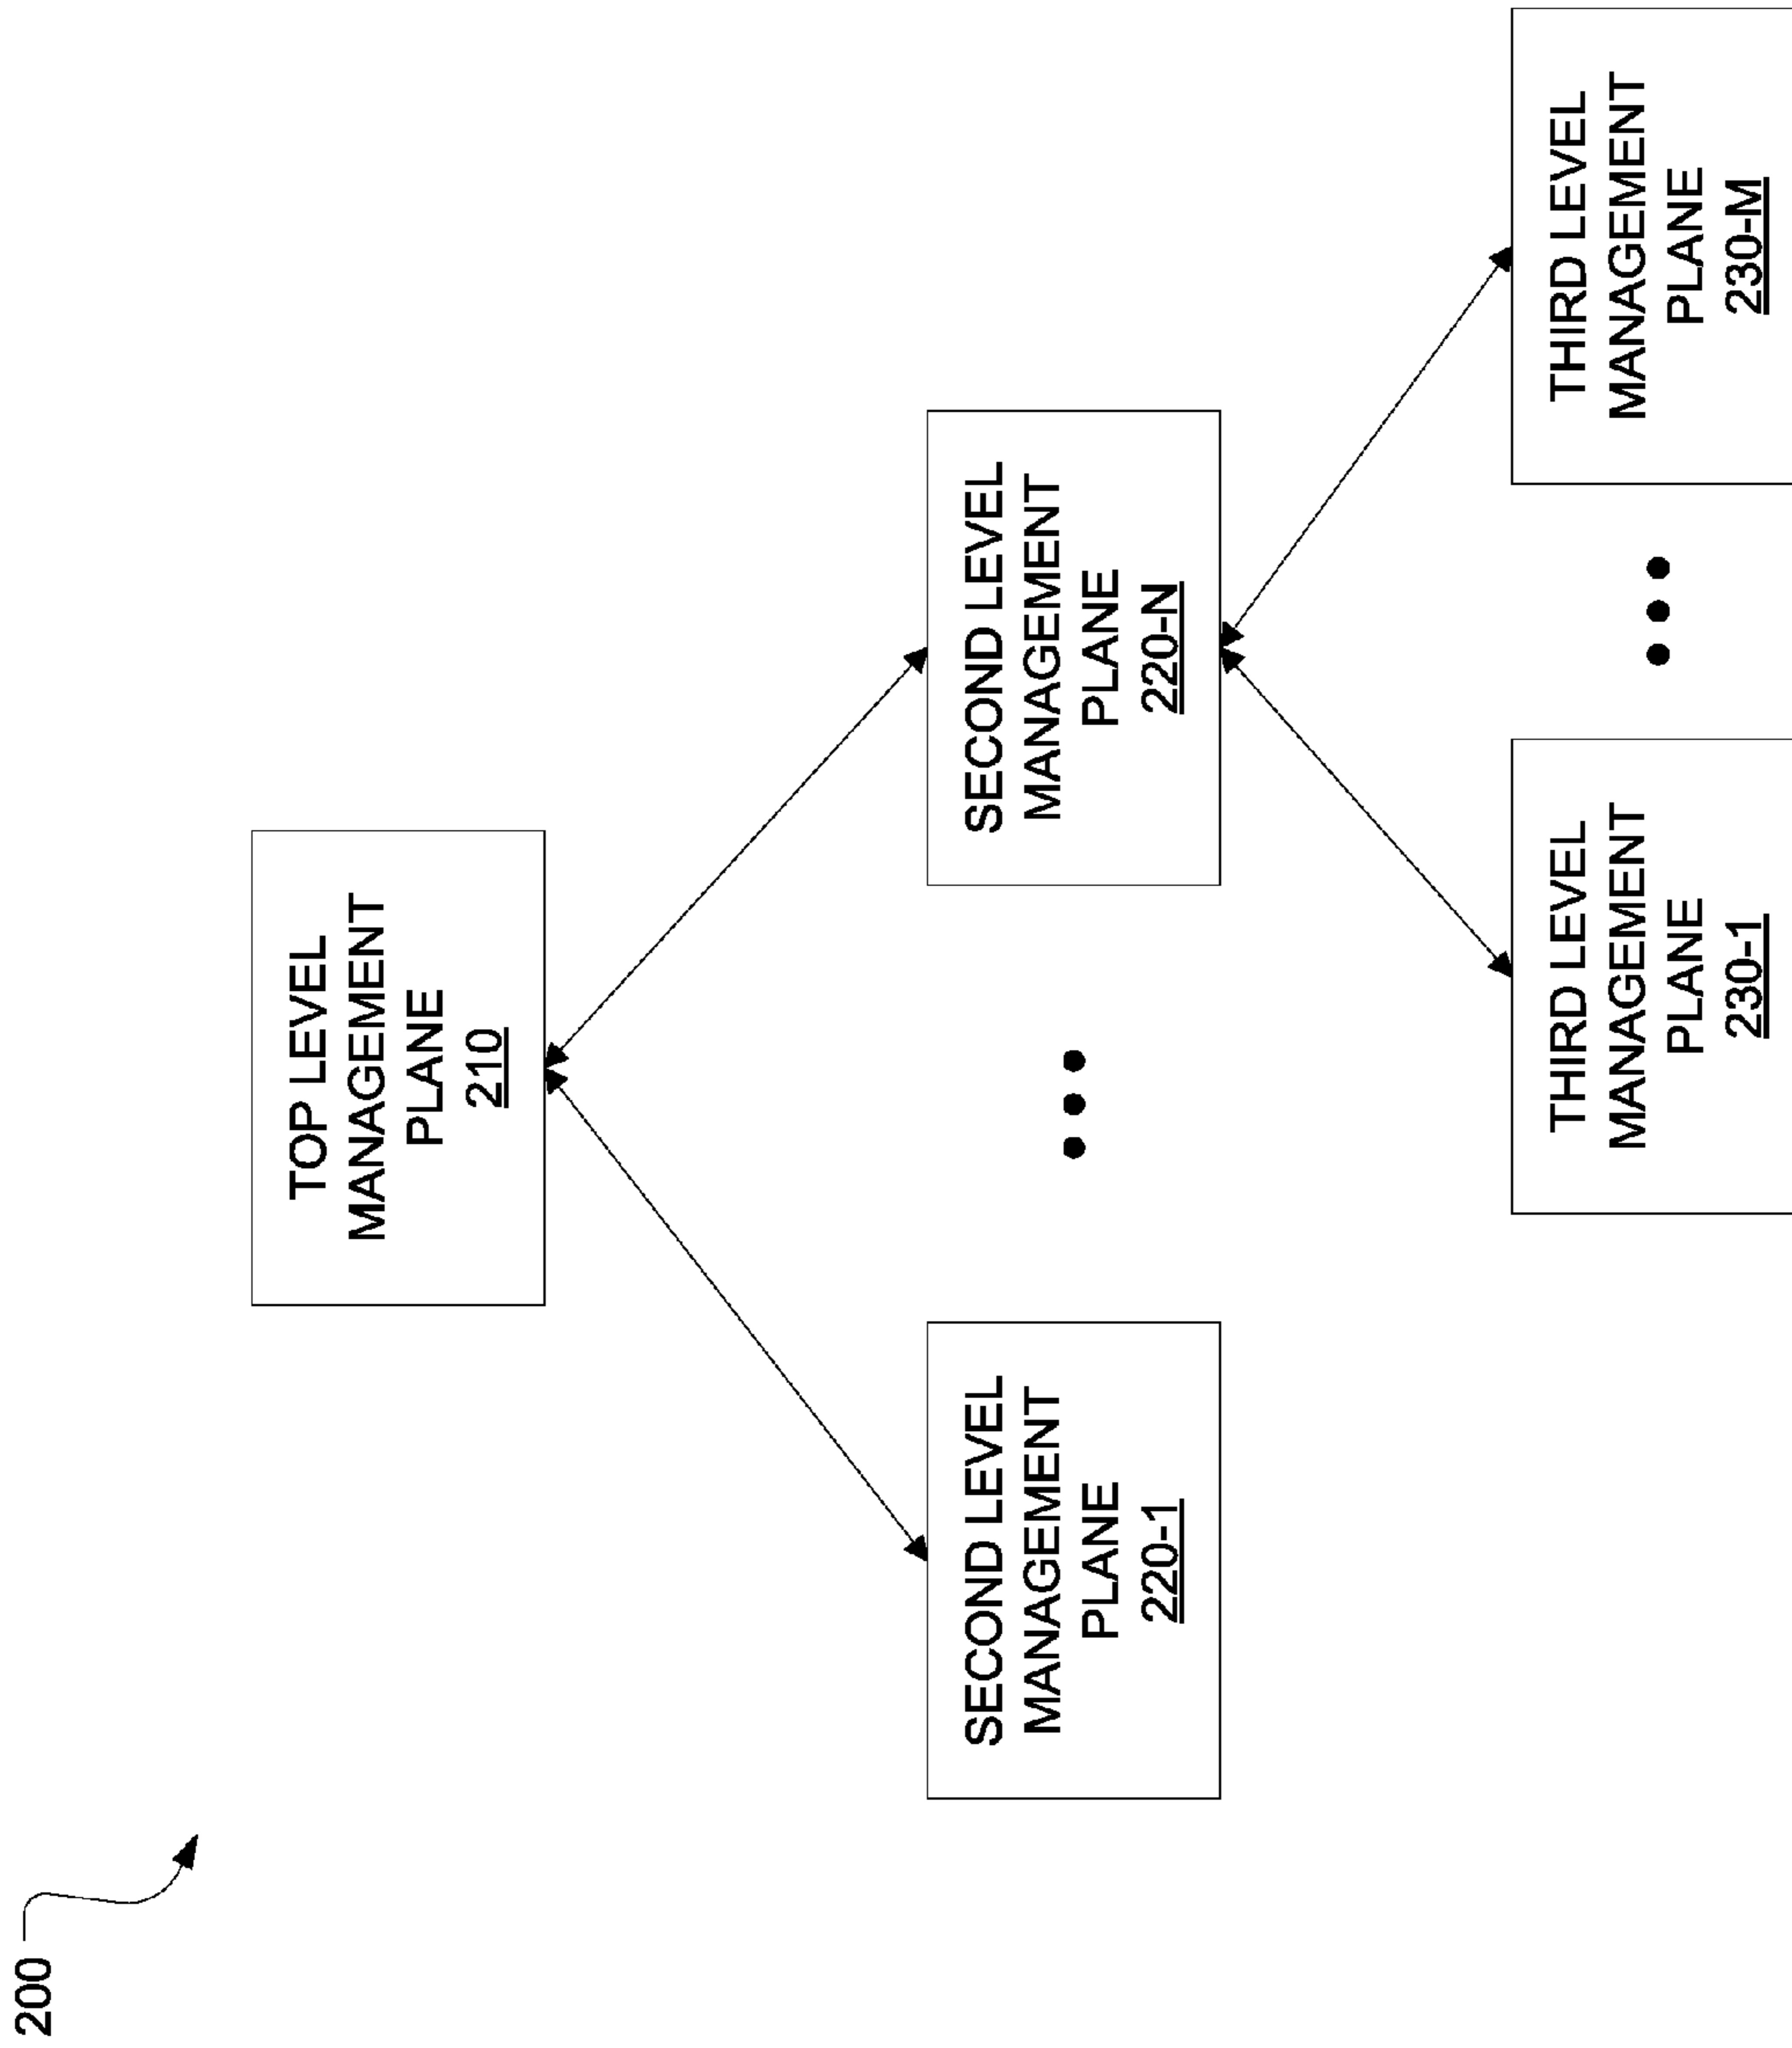 200
TOP LEVEL
MANAGEMENT
PLANE
210
SECOND LEVEL
MANAGEMENT
PLANE
220-1
SECOND LEVEL
MANAGEMENT
PLANE
220-N
THIRD LEVEL
MANAGEMENT
PLANE
230-1
THIRD LEVEL
MANAGEMENT
PLANE
230-M